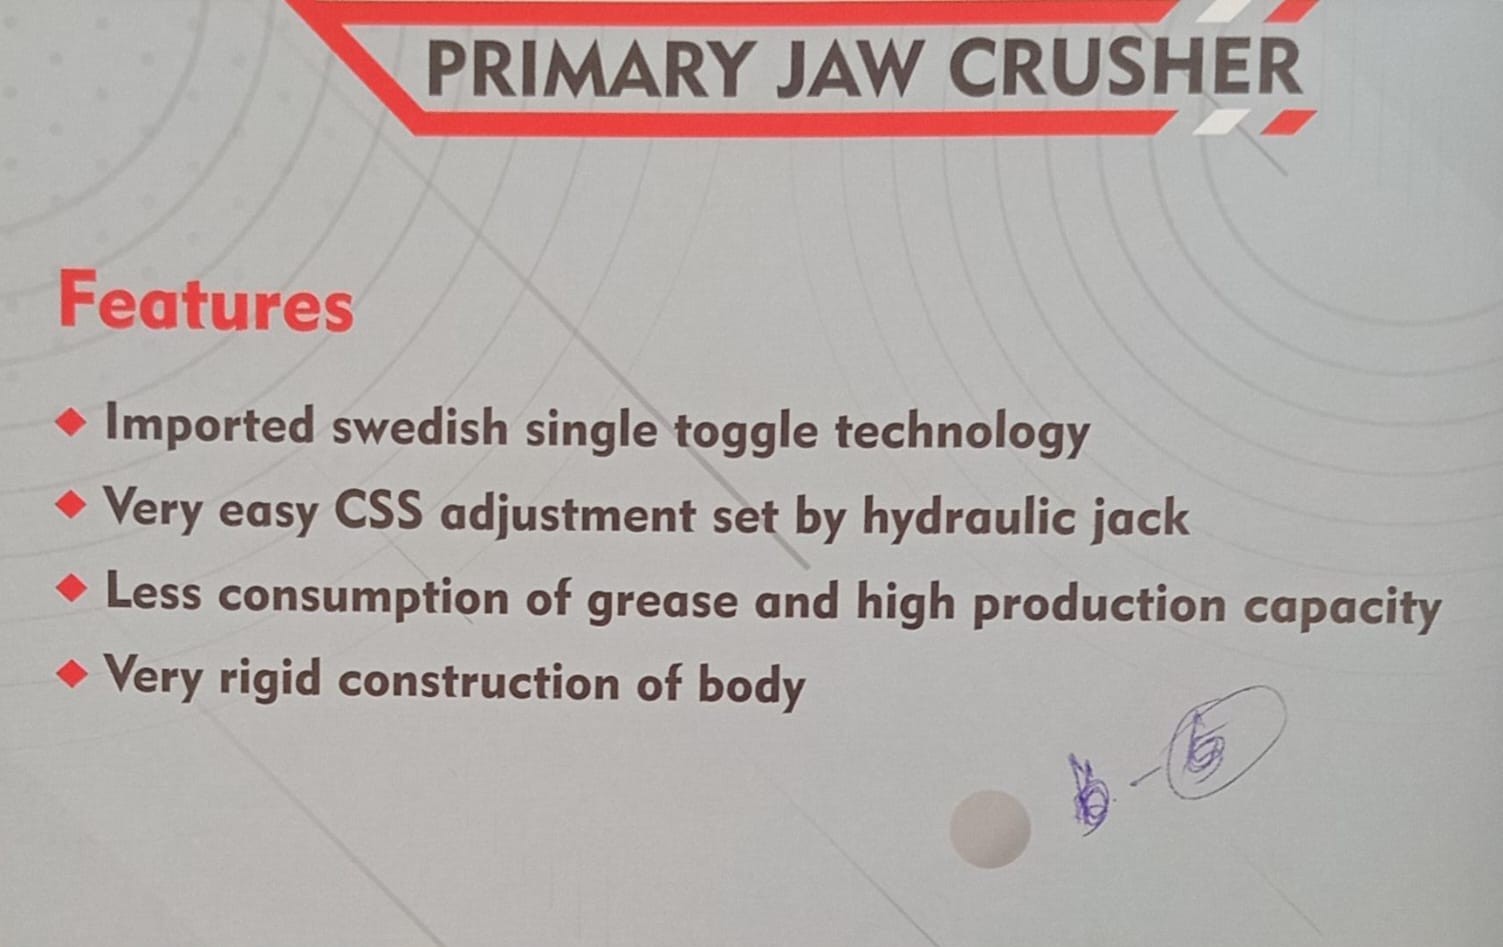 PRIMARY JAW CRUSHER
Features
Imported swedish single toggle technology
Very easy CSS adjustment set by hydraulic jack
Less consumption of grease and high production capacity
Very rigid construction of body